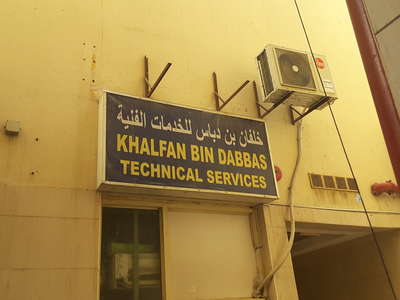 خلفان بن دباس للخدمات الفنية
KHALFAN BIN DABBAS
TECHNICAL SERVICES